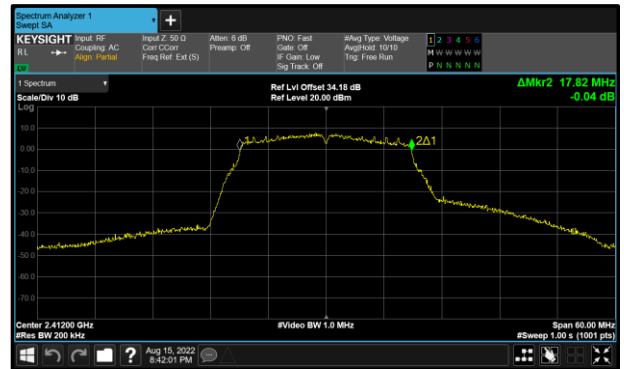 Spectrum Analyzer 1
Swept SA
+
KEYSIGHT
RL
Input: RF
Coupling: AC
Align: Partial
Input Z: 50 Ω
Corr CCorr
Freq Ref: Ext (S)
Atten: 6 dB
Preamp: Off
PNO: Fast
Gate: Off
IF Gain: Low
Sig Track: Off
#Avg Type: Voltage
Avg|Hold: 10/10
Trig: Free Run
1 2 3 4 5 6
M W W W W W
P N N N N N
1 Spectrum
Scale/Div 10 dB
Log
Ref Lvl Offset 34.18 dB
Ref Level 20.00 dBm
ΔMkr2 17.82 MHz
-0.04 dB
10.0
0.00
-10.0
-20.0
-30.0
-40.0
-50.0
-60.0
-70.0
1
2Δ1
Center 2.41200 GHz
#Res BW 200 kHz
#Video BW 1.0 MHz
Span 60.00 MHz
#Sweep 1.00 s (1001 pts)
?
Aug 15, 2022
8:42:01 PM